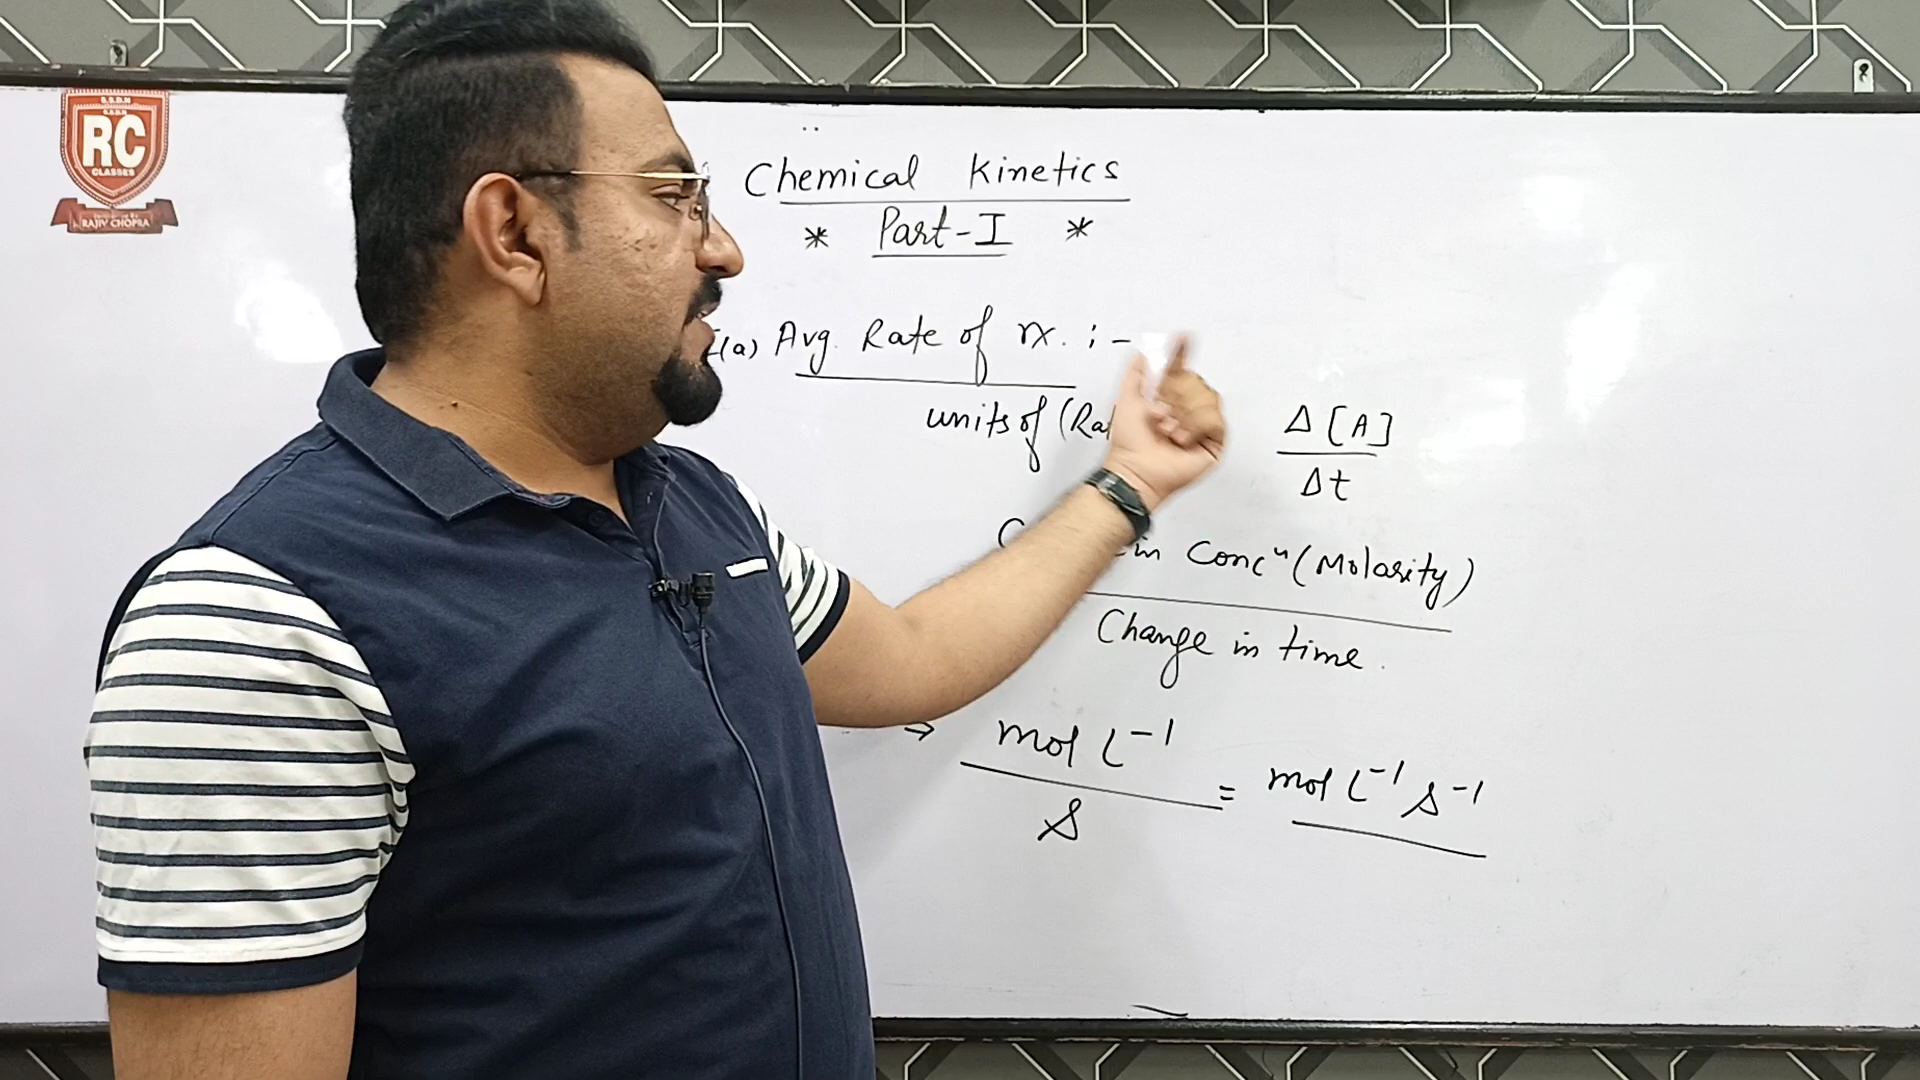 S.S.D.N
S.S.D.N
RC
CLASSES
RAJIV CHOPRA
Chemical Kinetics
* Part-I *
(a) Avg. Rate of rx. :-
units of (Ra
Δ[A]
Δt
in Concⁿ (Molarity)
Change in time.
→ mol L⁻¹
s
= mol L⁻¹ s⁻¹